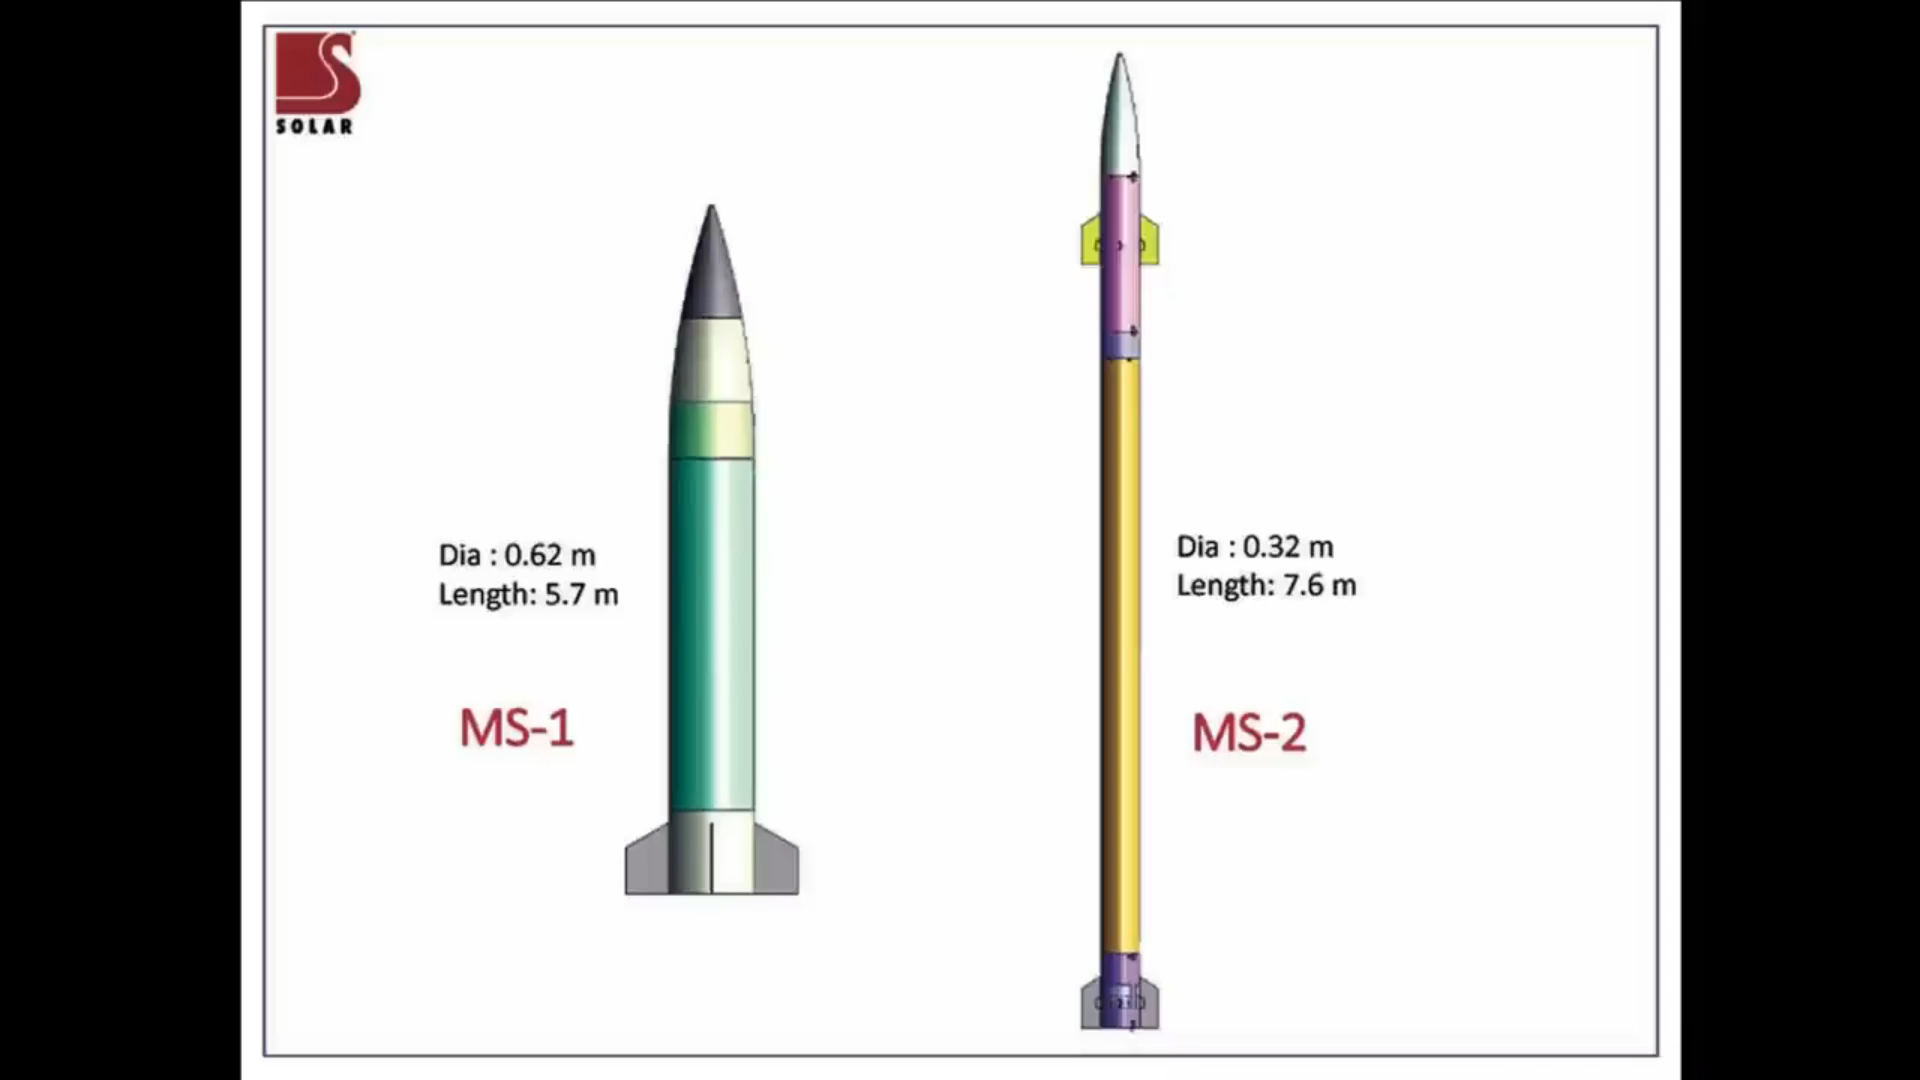 SOLAR
Dia : 0.62 m
Length: 5.7 m
MS-1
Dia : 0.32 m
Length: 7.6 m
MS-2